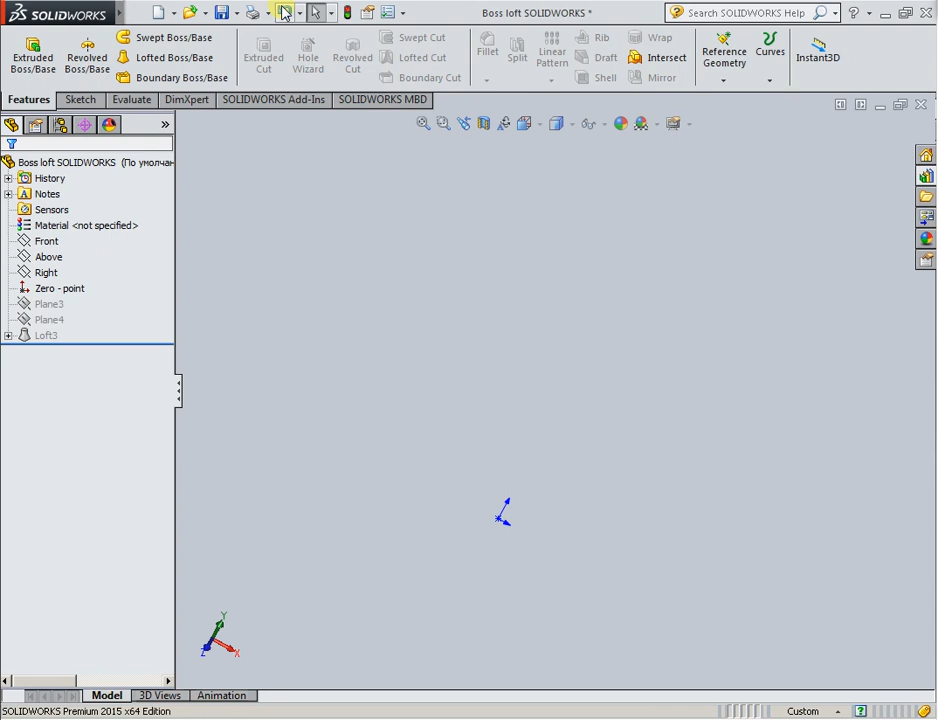 SOLIDWORKS
Boss loft SOLIDWORKS *
Search SOLIDWORKS Help
Extruded Boss/Base
Revolved Boss/Base
Swept Boss/Base
Lofted Boss/Base
Boundary Boss/Base
Extruded Cut
Hole Wizard
Revolved Cut
Swept Cut
Lofted Cut
Boundary Cut
Fillet
Split
Linear Pattern
Rib
Draft
Shell
Wrap
Intersect
Mirror
Reference Geometry
Curves
Instant3D
Features
Sketch
Evaluate
DimXpert
SOLIDWORKS Add-Ins
SOLIDWORKS MBD
Boss loft SOLIDWORKS (По умолчан
History
Notes
Sensors
Material <not specified>
Front
Above
Right
Zero - point
Plane3
Plane4
Loft3
Y
Z
X
Model
3D Views
Animation
SOLIDWORKS Premium 2015 x64 Edition
Custom